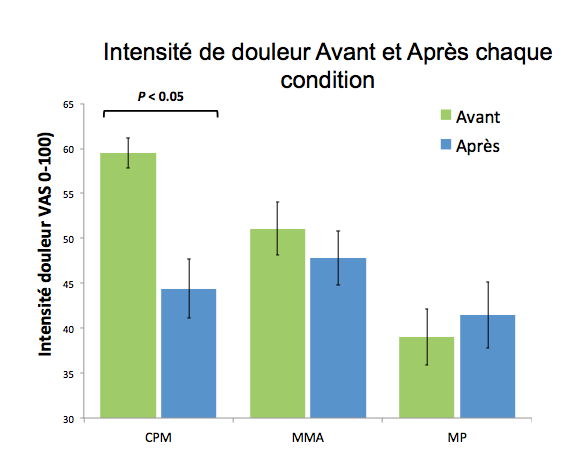 Intensité de douleur Avant et Après chaque
condition
P < 0.05
Avant
Après
Intensité douleur VAS 0-100)
65
60
55
50
45
40
35
30
CPM
MMA
MP